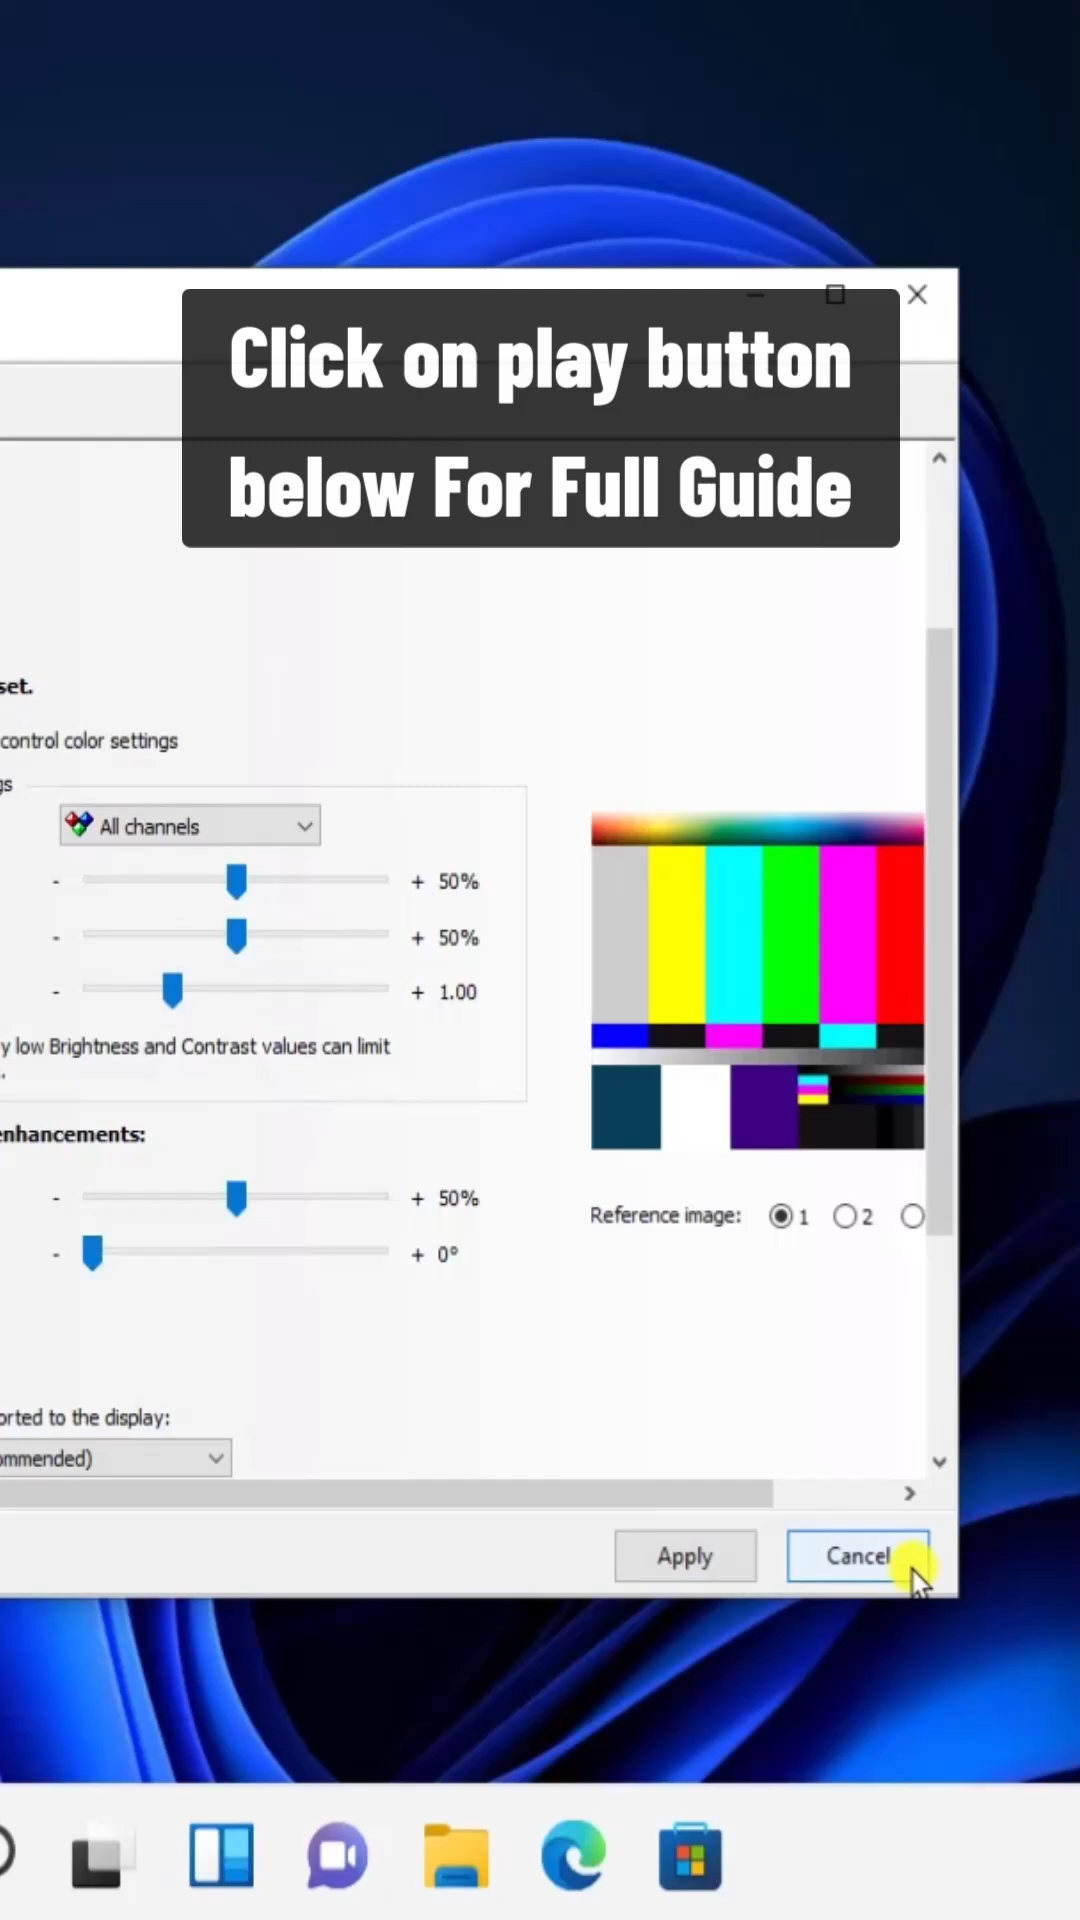 Click on play button
below For Full Guide
set.
control color settings
gs
All channels
- + 50%
- + 50%
- + 1.00
y low Brightness and Contrast values can limit
.
enhancements:
- + 50%
- + 0°
Reference image: 1 2
orted to the display:
ommended)
Apply Cancel